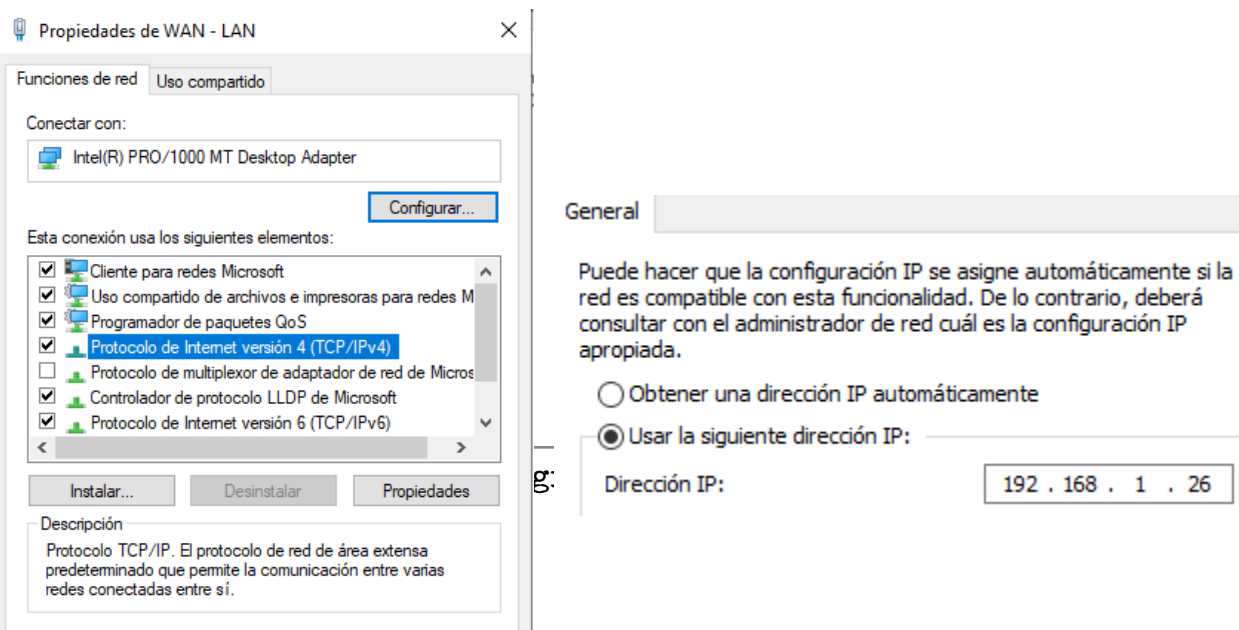 Propiedades de WAN - LAN
Funciones de red
Uso compartido
Conectar con:
Intel(R) PRO/1000 MT Desktop Adapter
Configurar...
Esta conexión usa los siguientes elementos:
Cliente para redes Microsoft
Uso compartido de archivos e impresoras para redes M
Programador de paquetes QoS
Protocolo de Internet versión 4 (TCP/IPv4)
Protocolo de multiplexor de adaptador de red de Micros
Controlador de protocolo LLDP de Microsoft
Protocolo de Internet versión 6 (TCP/IPv6)
Instalar...
Desinstalar
Propiedades
Descripción
Protocolo TCP/IP. El protocolo de red de área extensa
predeterminado que permite la comunicación entre varias
redes conectadas entre sí.
General
Puede hacer que la configuración IP se asigne automáticamente si la
red es compatible con esta funcionalidad. De lo contrario, deberá
consultar con el administrador de red cuál es la configuración IP
apropiada.
Obtener una dirección IP automáticamente
Usar la siguiente dirección IP:
Dirección IP:
192 . 168 . 1 . 26